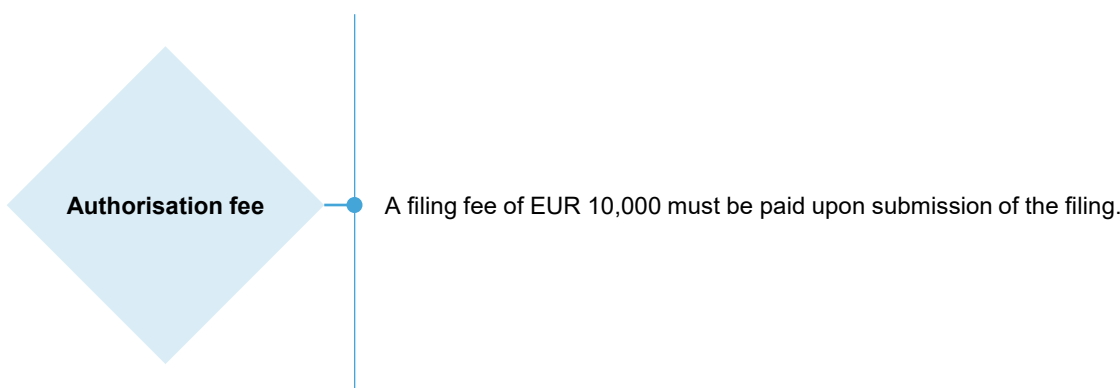 Authorisation fee
A filing fee of EUR 10,000 must be paid upon submission of the filing.